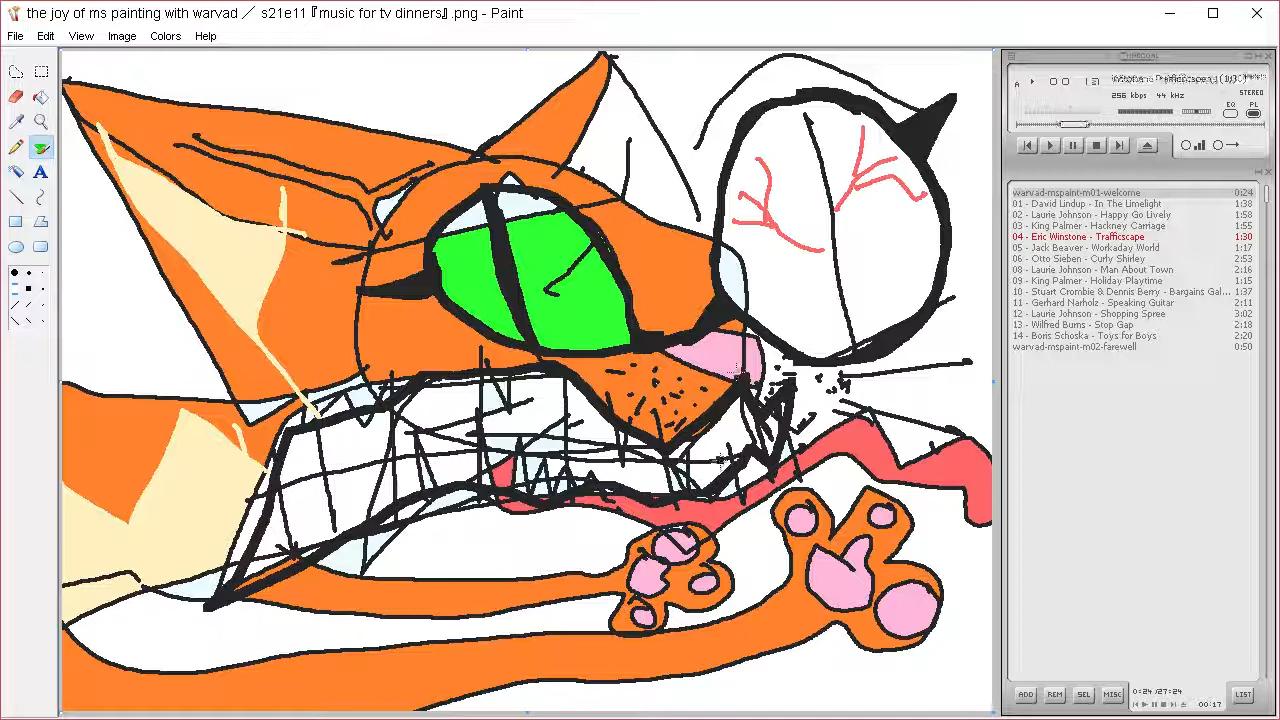 the joy of ms painting with warvad ／ s21e11『music for tv dinners』.png - Paint
File Edit View Image Colors Help
256 kbps 44 kHz
STEREO
EQ PL
warvad-mspaint-m01-welcome 0:24
01 - David Lindup - In The Limelight 1:38
02 - Laurie Johnson - Happy Go Lively 1:58
03 - King Palmer - Hackney Carriage 1:56
04 - Eric Winstone - Trafficscape 1:30
05 - Jack Beaver - Workaday World 1:17
06 - Otto Sieben - Curly Shirley 2:53
08 - Laurie Johnson - Man About Town 2:16
09 - King Palmer - Holiday Playtime 1:15
10 - Stuart Crombie & Dennis Berry - Bargains Gal... 1:37
11 - Gerhard Narholz - Speaking Guitar 2:11
12 - Laurie Johnson - Shopping Spree 3:02
13 - Wilfred Burns - Stop Gap 2:18
14 - Boris Schoska - Toys for Boys 2:20
warvad-mspaint-m02-farewell 0:50
ADD REM SEL MISC 0:24/27:24 00:17 LIST